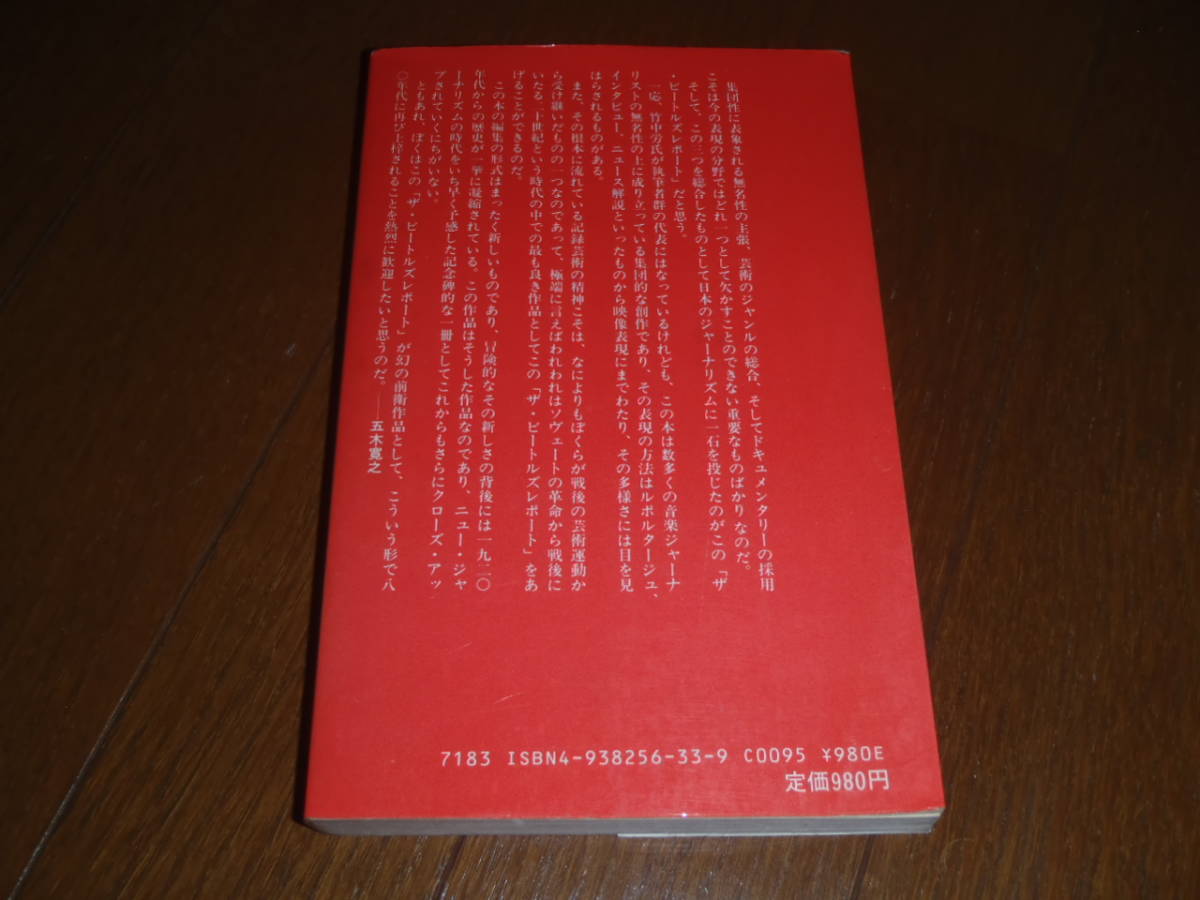 集団性に表象される無名性の主張、芸術のジャンルの総合、そしてドキュメンタリーの採用
こそは今の表現の分野ではどれ一つとして欠かすことのできない重要なものばかりなのだ。
そして、この三つを総合したものとして日本のジャーナリズムに一石を投じたのがこの「ザ
・ビートルズレポート」だと思う。
一応、竹中労氏が執筆者群の代表にはなっているけれども、この本は数多くの音楽ジャーナ
リストの無名性の上に成り立っている集団的な創作であり、その表現の方法はルポルタージュ、
インタビュー、ニュース解説といったものから映像表現にまでわたり、その多様さには目を見
はらされるものがある。
また、その根本に流れている記録芸術の精神こそは、なによりもぼくらが戦後の芸術運動か
ら受け継いだものの一つなのであって、極端に言えばわれわれはソヴェートの革命から戦後に
いたる二十世紀という時代の中での最も良き作品としてこの「ザ・ビートルズレポート」をあ
げることができるのだ。
この本の編集の形式はまったく新しいものであり、冒険的なその新しさの背後には一九二〇
年代からの歴史が一挙に凝縮されている。この作品はそうした作品なのであり、ニュー・ジャ
ーナリズムの時代をいち早く予感した記念碑的な一冊としてこれからもさらにクローズ・アッ
プされていくにちがいない。
ともあれ、ぼくはこの「ザ・ビートルズレポート」が幻の前衛作品として、こういう形で八
〇年代に再び上梓されることを熱烈に歓迎したいと思うのだ。――五木寛之
7183 ISBN4-938256-33-9 C0095 ¥980E
定価980円